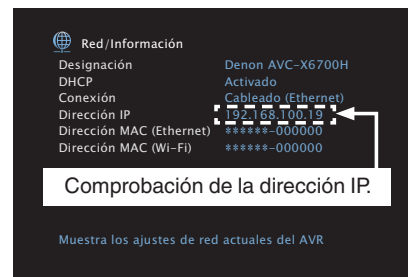 Red/Información
Designación Denon AVC-X6700H
DHCP Activado
Conexión Cableado (Ethernet)
Dirección IP 192.168.100.19
Dirección MAC (Ethernet) ******-000000
Dirección MAC (Wi-Fi) ******-000000
Comprobación de la dirección IP.
Muestra los ajustes de red actuales del AVR